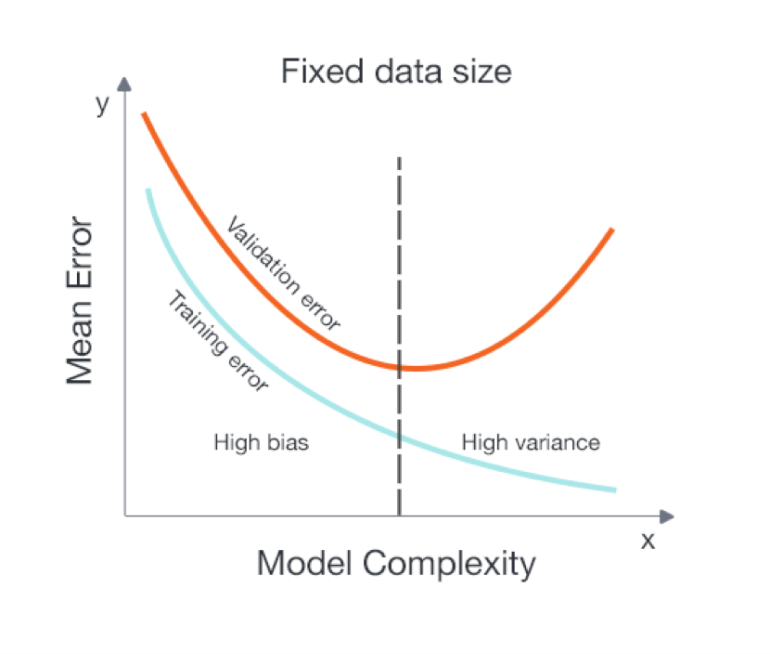 Fixed data size
y
Mean Error
Validation error
Training error
High bias
High variance
x
Model Complexity